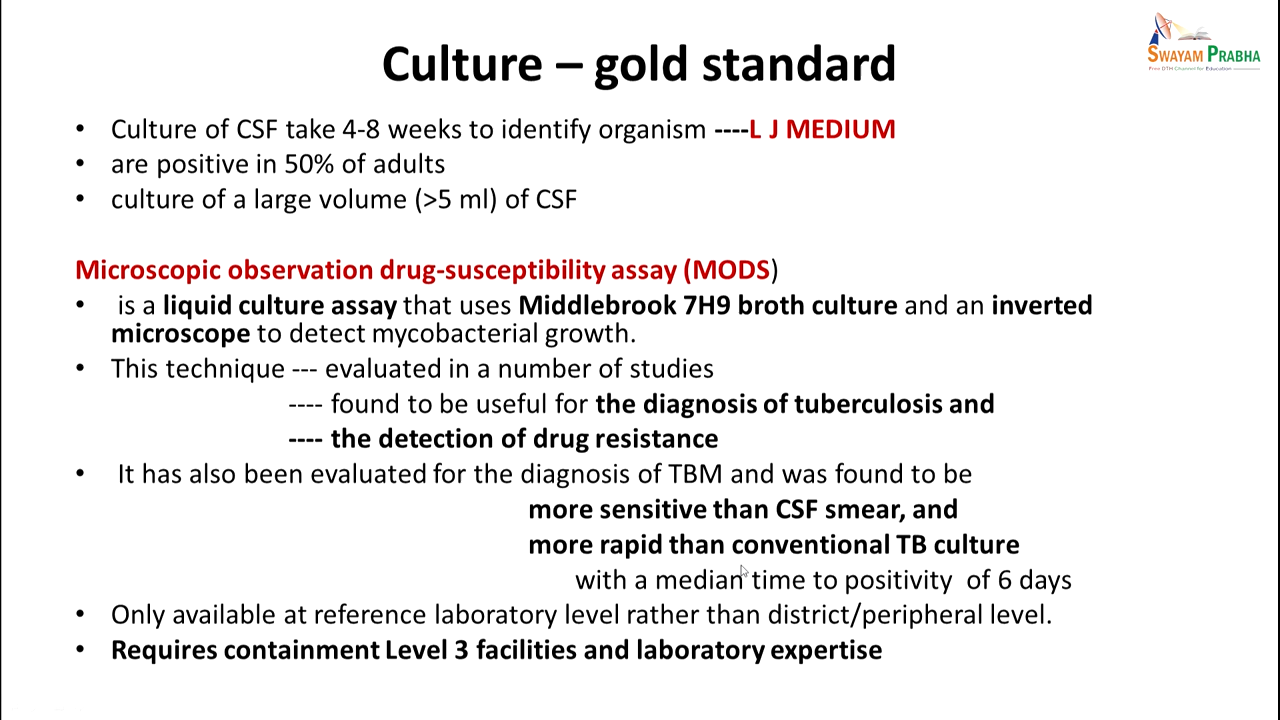 SWAYAM PRABHA
Free DTH Channel for Education
Culture – gold standard
• Culture of CSF take 4-8 weeks to identify organism ----L J MEDIUM
• are positive in 50% of adults
• culture of a large volume (>5 ml) of CSF
Microscopic observation drug-susceptibility assay (MODS)
• is a liquid culture assay that uses Middlebrook 7H9 broth culture and an inverted
microscope to detect mycobacterial growth.
• This technique --- evaluated in a number of studies
---- found to be useful for the diagnosis of tuberculosis and
---- the detection of drug resistance
• It has also been evaluated for the diagnosis of TBM and was found to be
more sensitive than CSF smear, and
more rapid than conventional TB culture
with a median time to positivity of 6 days
• Only available at reference laboratory level rather than district/peripheral level.
• Requires containment Level 3 facilities and laboratory expertise